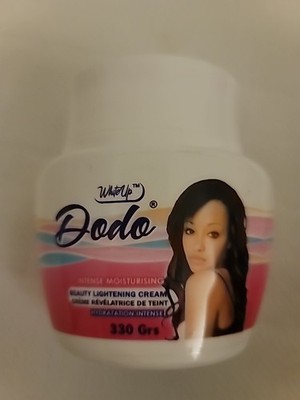 WhiteUp™
Dodo®
INTENSE MOISTURISING
BEAUTY LIGHTENING CREAM
CRÈME RÉVÉLATRICE DE TEINT
HYDRATATION INTENSE
330 Grs